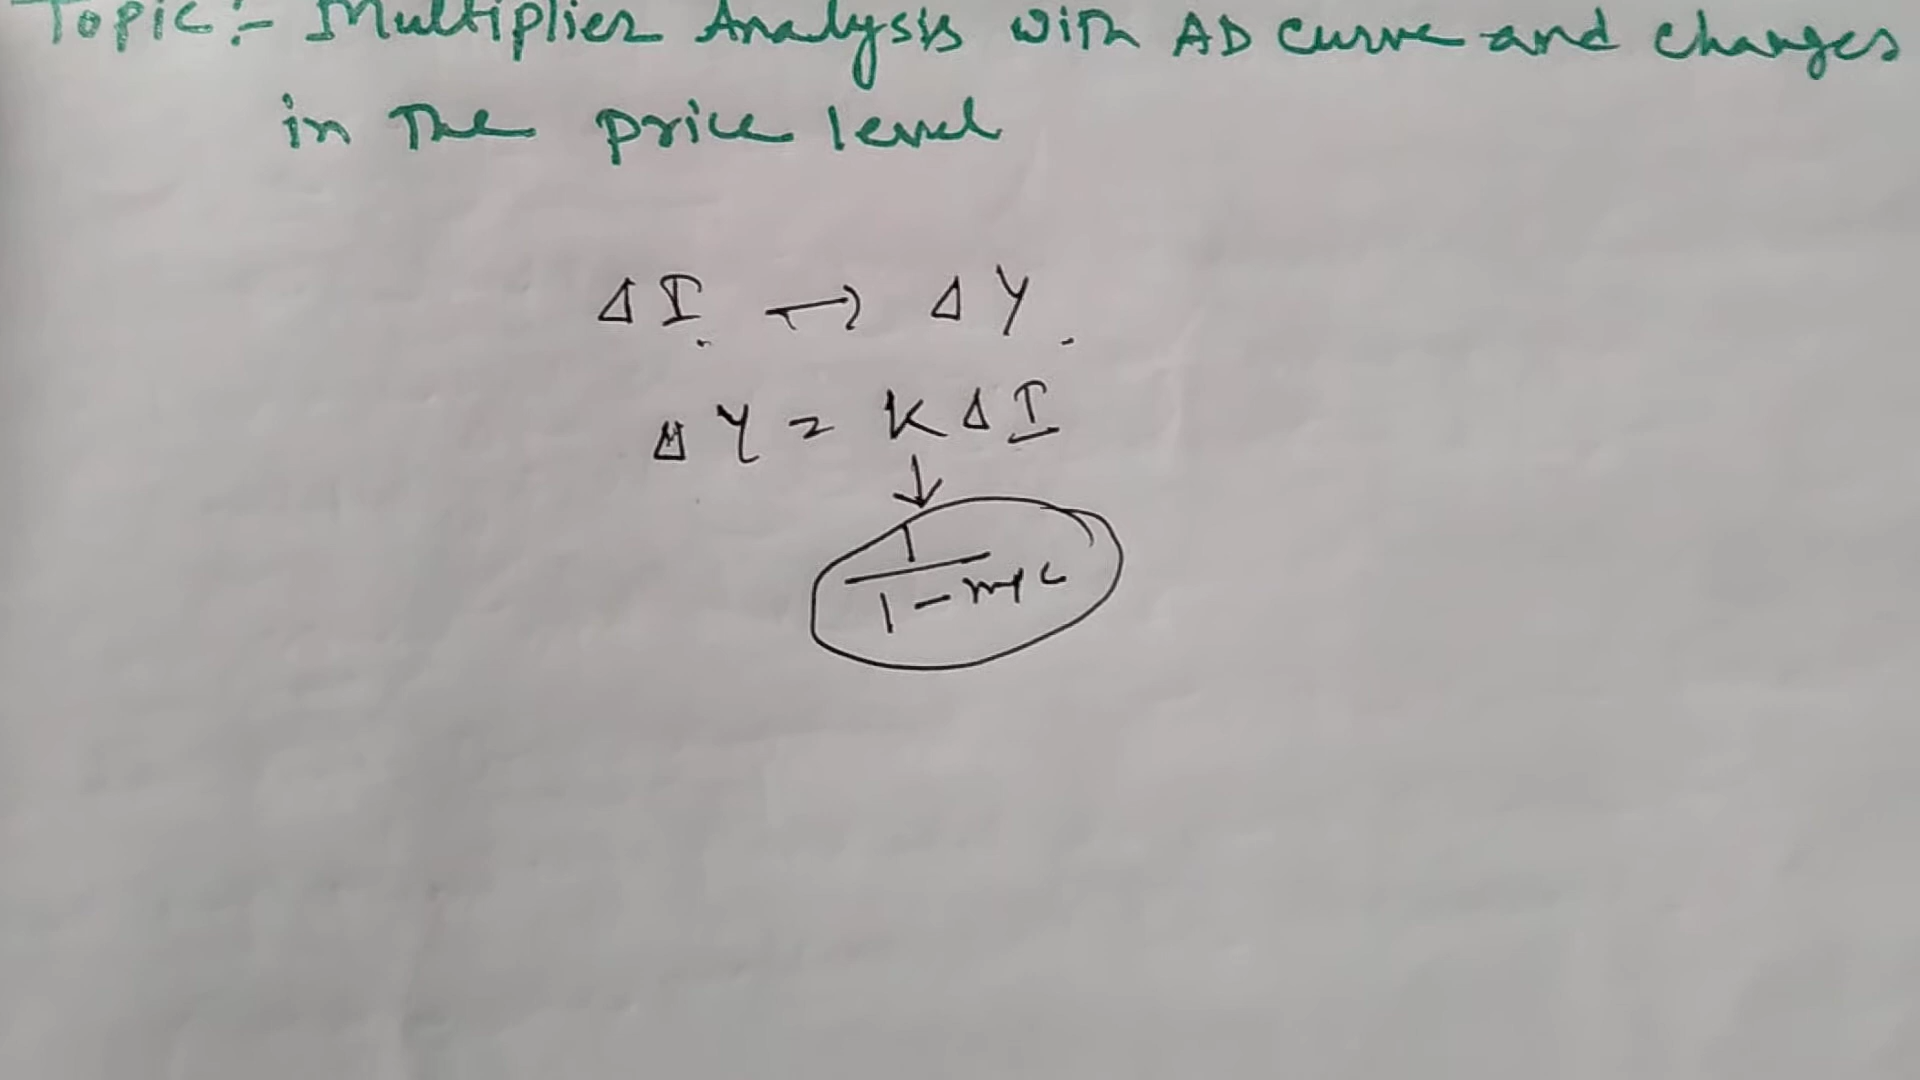 Topic:- Multiplier Analysis with AD curve and changes
in the price level
ΔI → ΔY
ΔY = KΔI
↓
1
1 - mpc